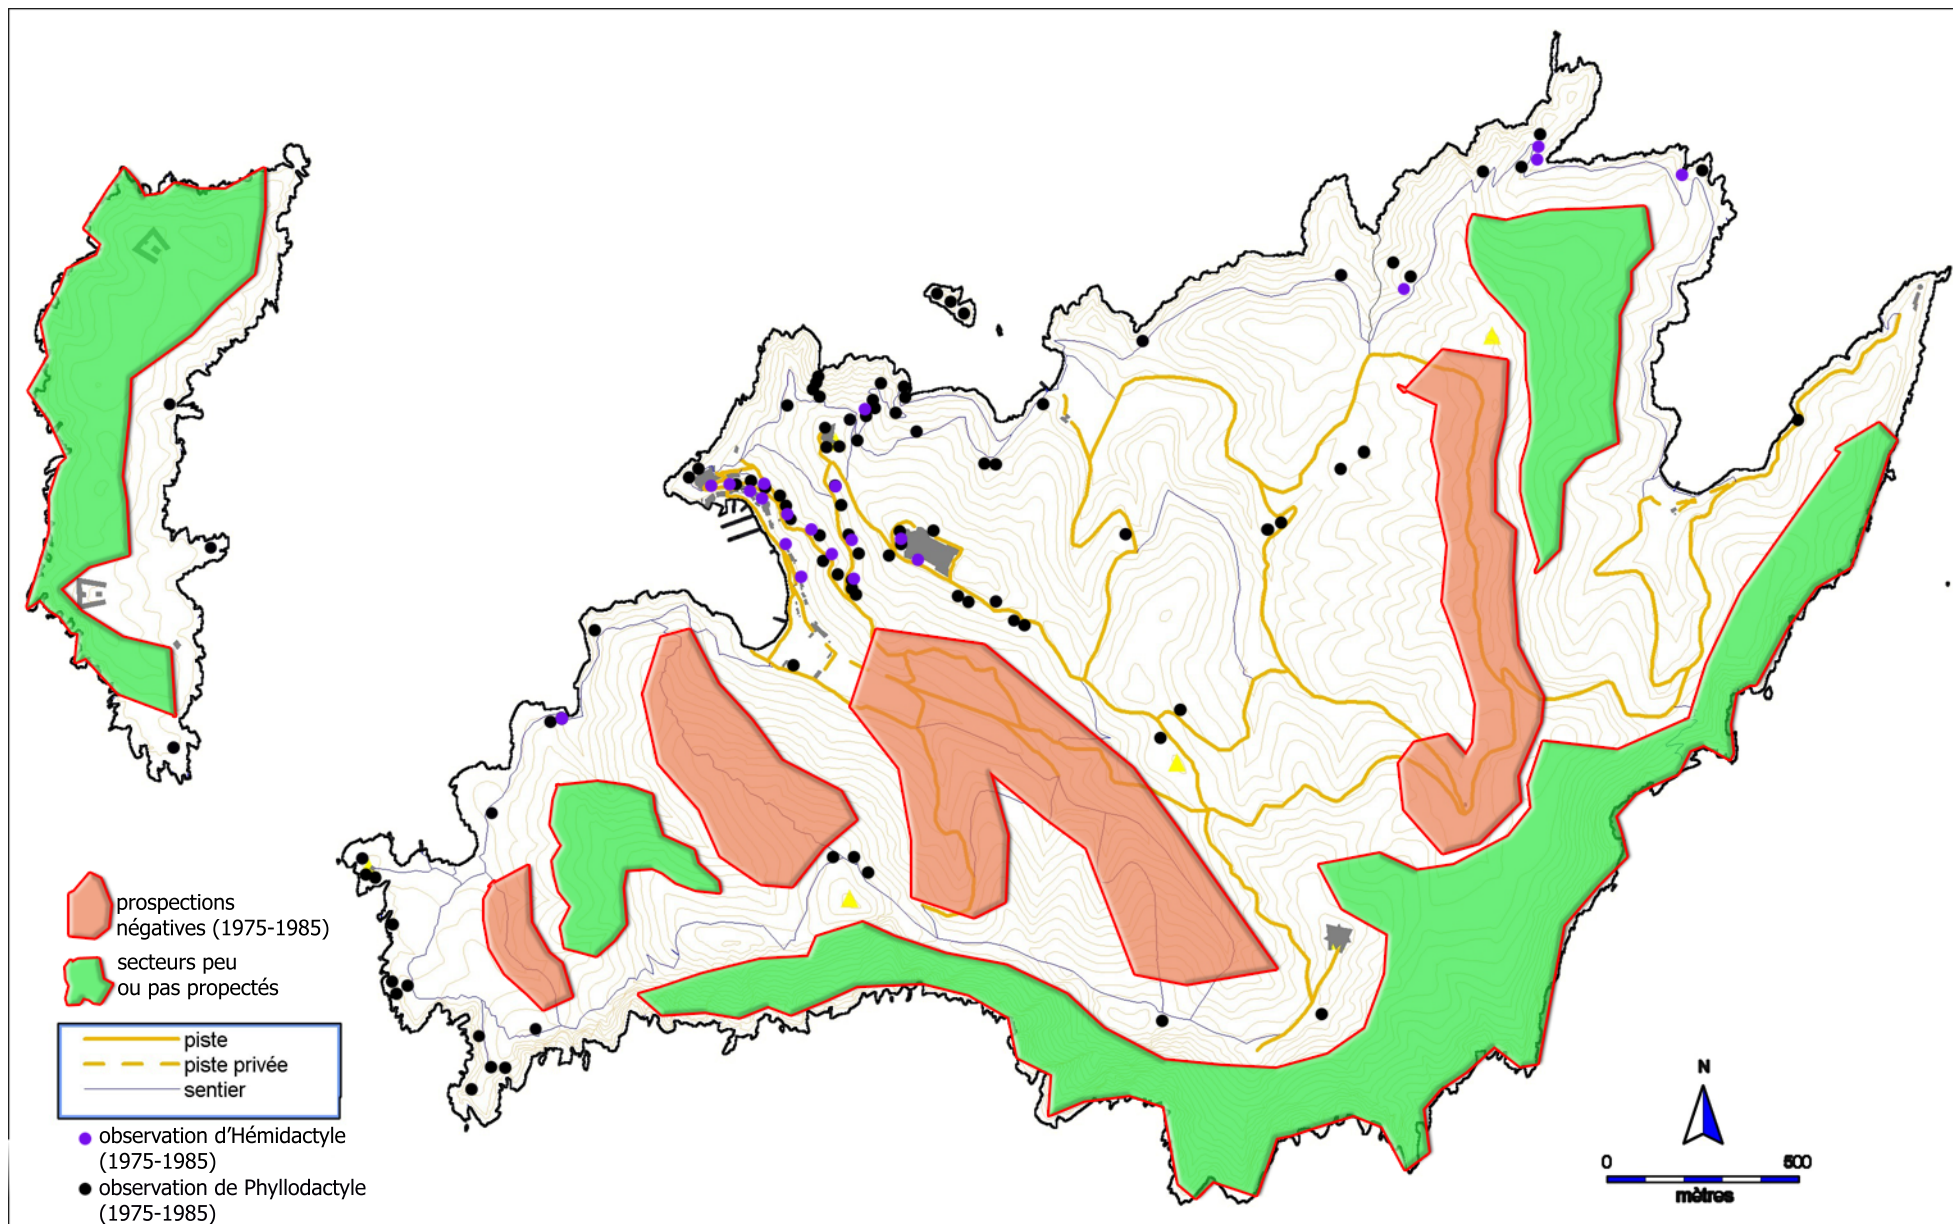 prospections
négatives (1975-1985)
secteurs peu
ou pas propectés
piste
piste privée
sentier
observation d'Hémidactyle
(1975-1985)
observation de Phyllodactyle
(1975-1985)
N
0 500
mètres